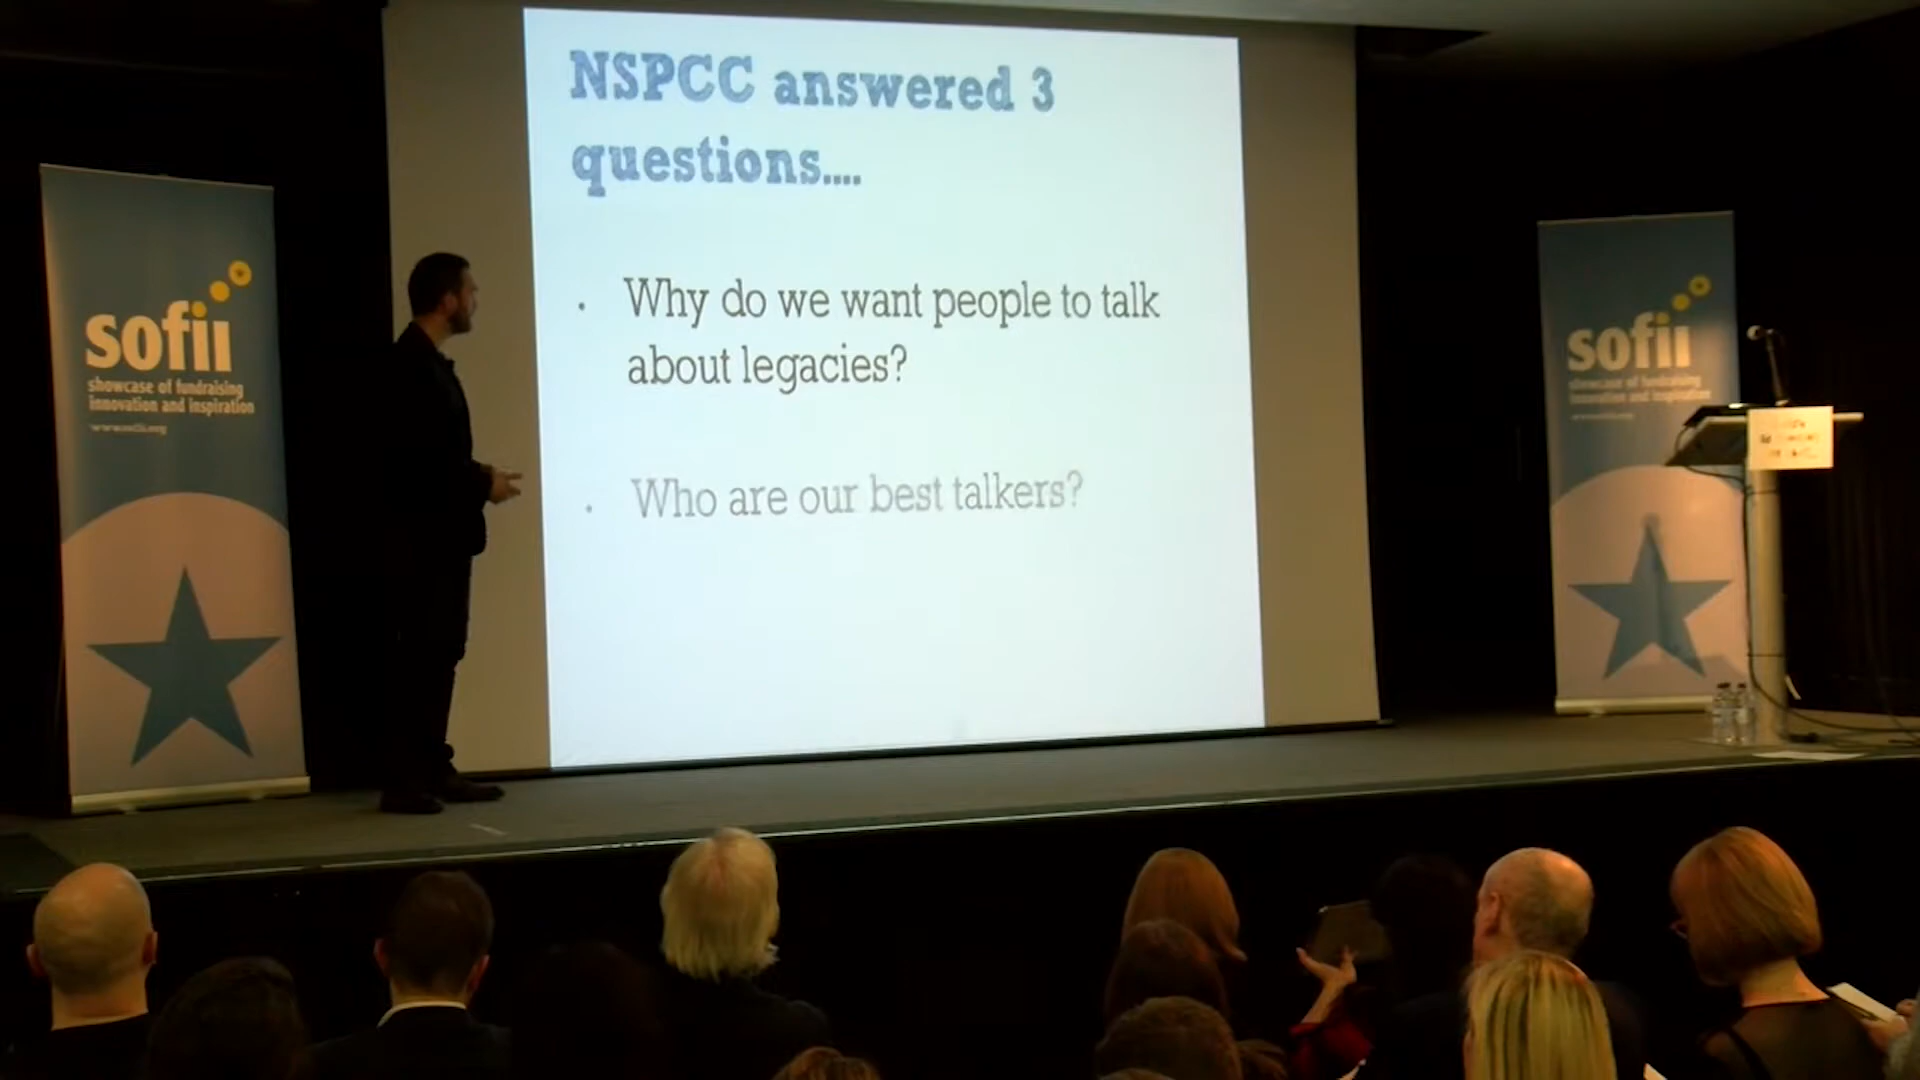 NSPCC answered 3
questions....
• Why do we want people to talk
about legacies?
• Who are our best talkers?
sofii
showcase of fundraising
innovation and inspiration
www.sofii.org
sofii
showcase of fundraising
innovation and inspiration